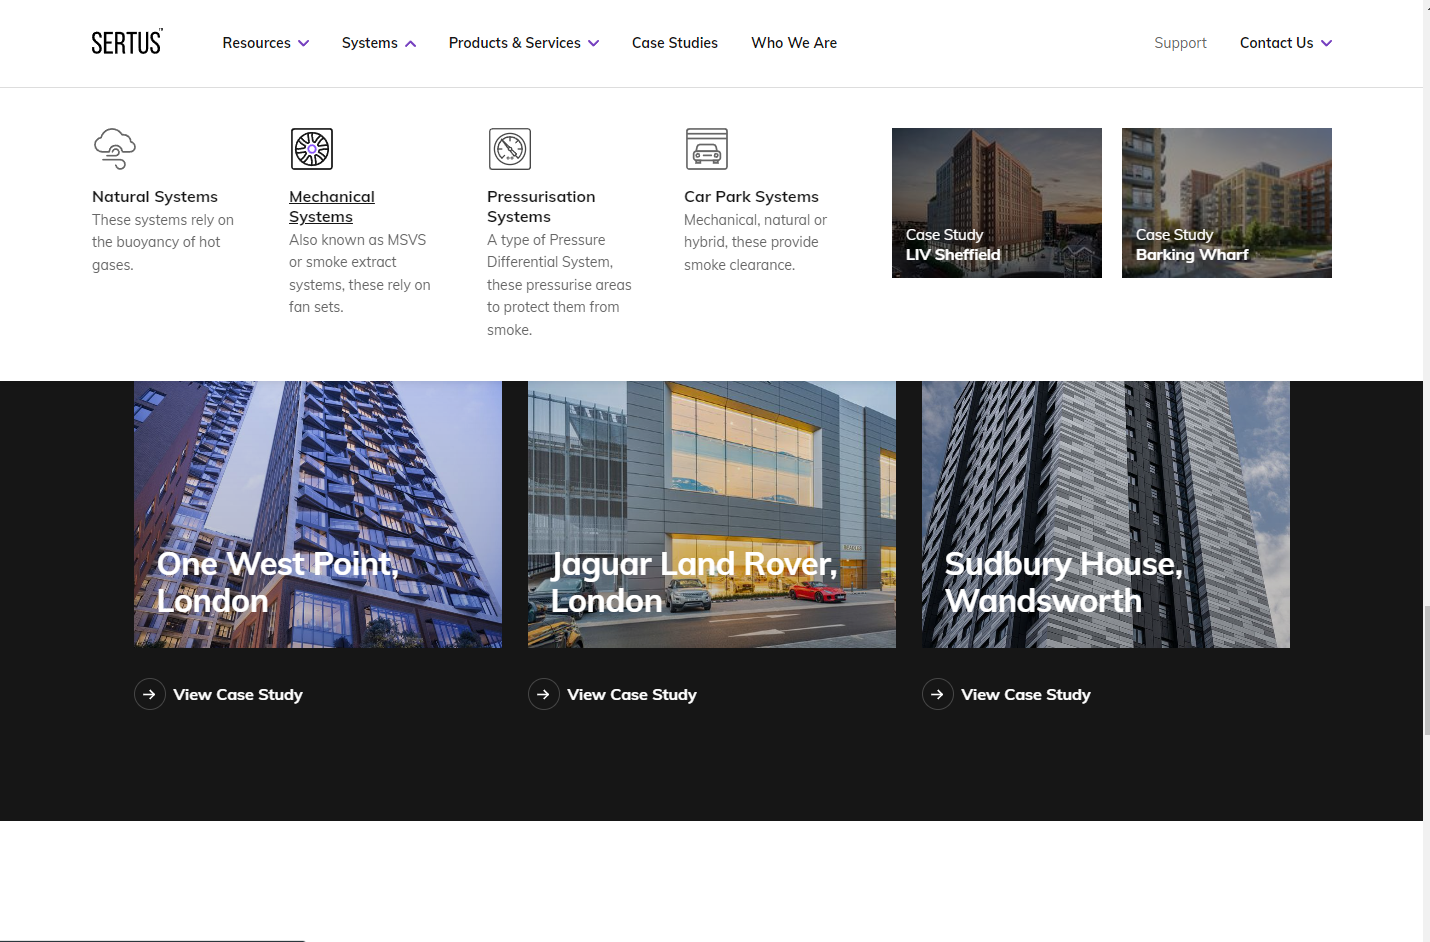 SERTUS™
Resources
Systems
Products & Services
Case Studies
Who We Are
Support
Contact Us
Natural Systems
These systems rely on
the buoyancy of hot
gases.
Mechanical
Systems
Also known as MSVS
or smoke extract
systems, these rely on
fan sets.
Pressurisation
Systems
A type of Pressure
Differential System,
these pressurise areas
to protect them from
smoke.
Car Park Systems
Mechanical, natural or
hybrid, these provide
smoke clearance.
Case Study
LIV Sheffield
Case Study
Barking Wharf
One West Point,
London
Jaguar Land Rover,
London
Sudbury House,
Wandsworth
View Case Study
View Case Study
View Case Study